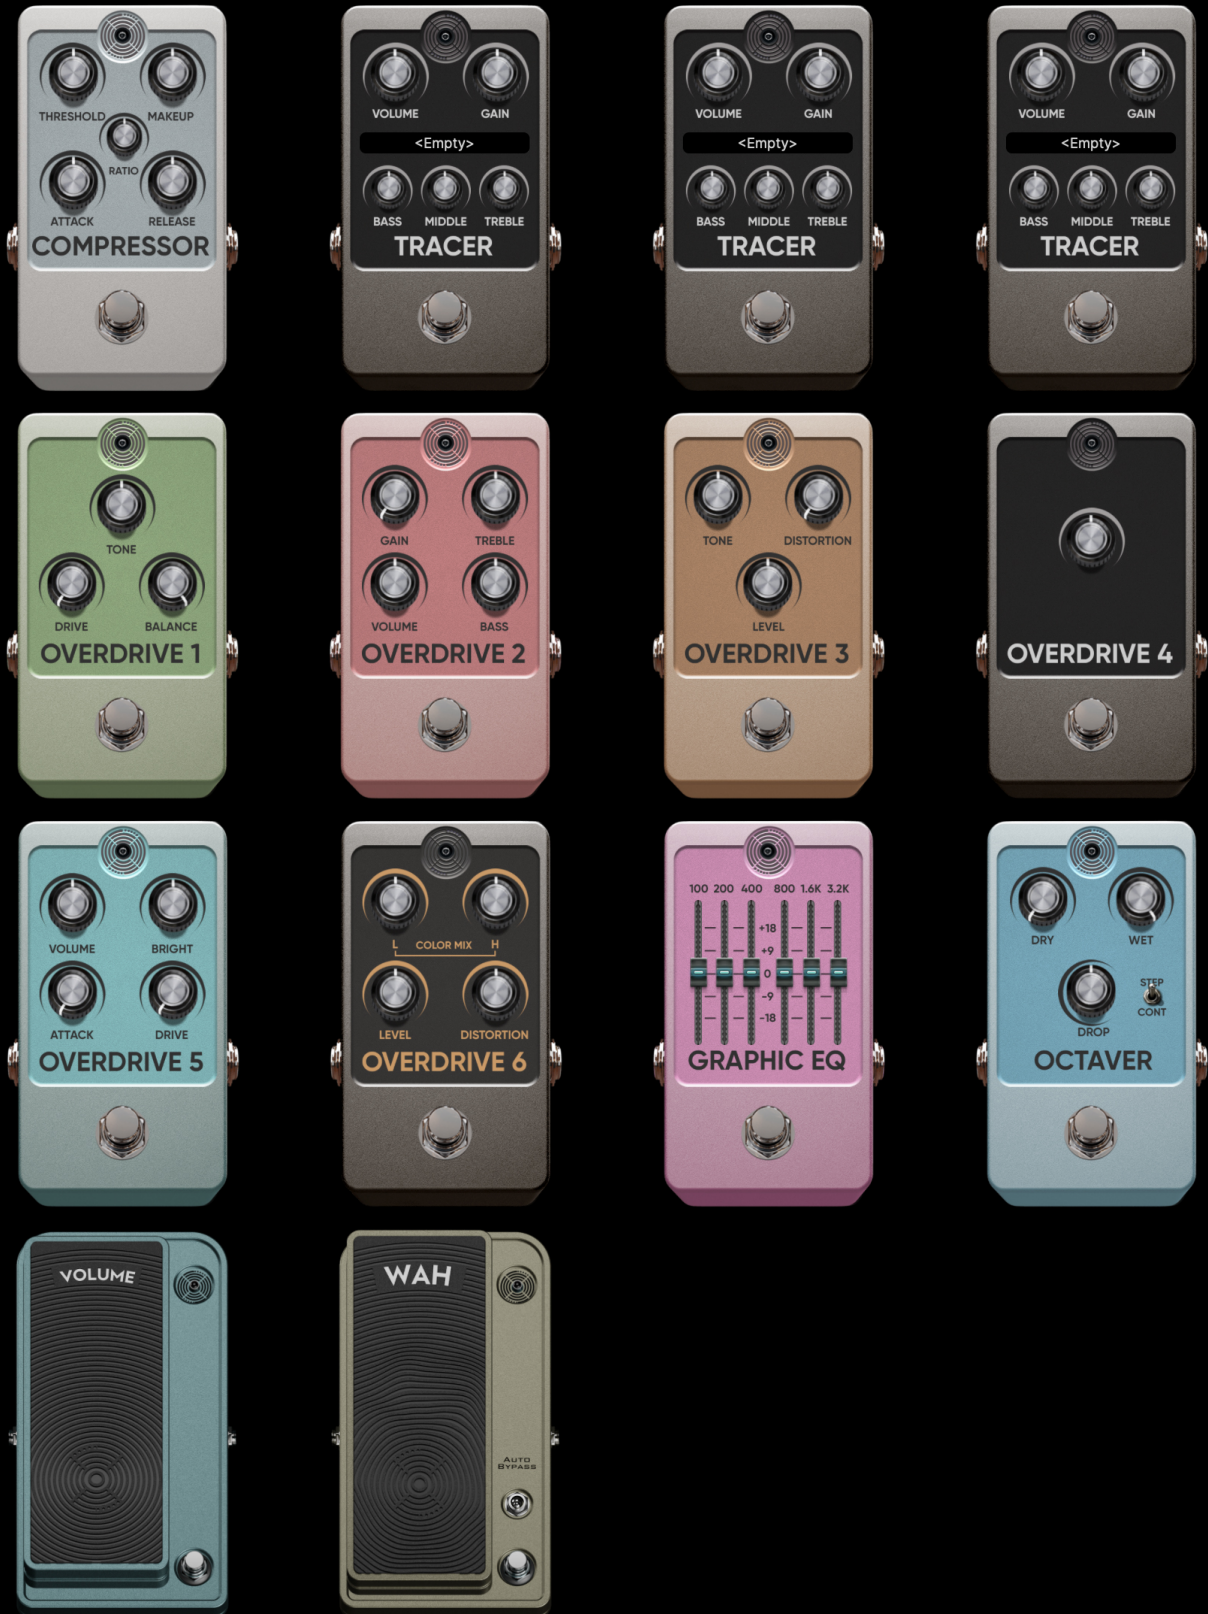 THRESHOLD MAKEUP
RATIO
ATTACK RELEASE
COMPRESSOR
VOLUME GAIN
<Empty>
BASS MIDDLE TREBLE
TRACER
VOLUME GAIN
<Empty>
BASS MIDDLE TREBLE
TRACER
VOLUME GAIN
<Empty>
BASS MIDDLE TREBLE
TRACER
TONE
DRIVE BALANCE
OVERDRIVE 1
GAIN TREBLE
VOLUME BASS
OVERDRIVE 2
TONE DISTORTION
LEVEL
OVERDRIVE 3
OVERDRIVE 4
VOLUME BRIGHT
ATTACK DRIVE
OVERDRIVE 5
L COLOR MIX H
LEVEL DISTORTION
OVERDRIVE 6
100 200 400 800 1.6K 3.2K
+18
+9
0
-9
-18
GRAPHIC EQ
DRY WET
STEP
CONT
DROP
OCTAVER
VOLUME
WAH
AUTO
BYPASS